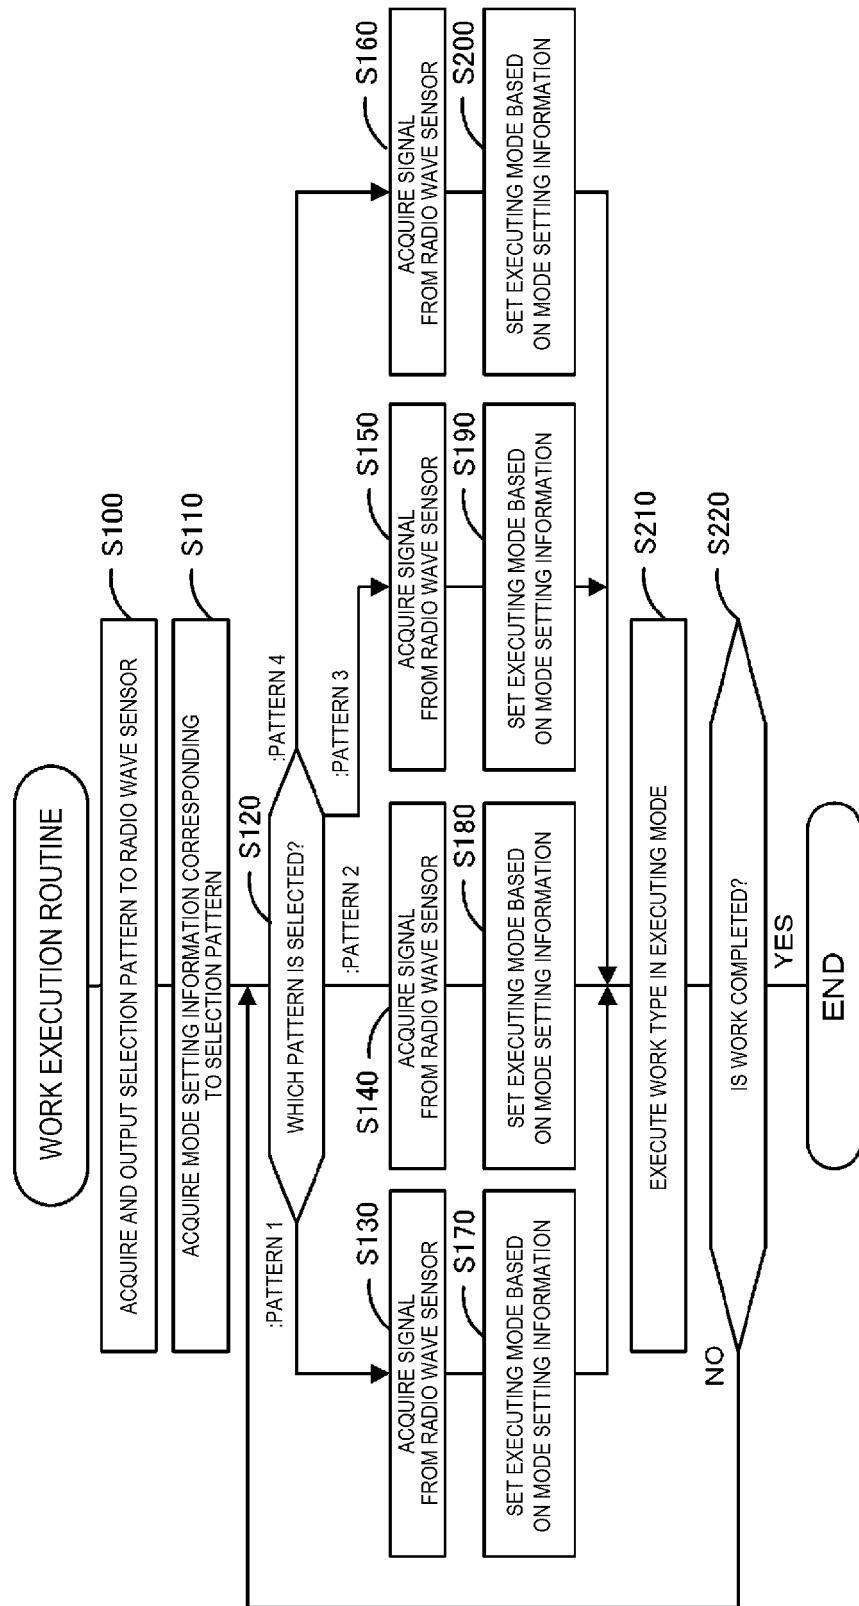 WORK EXECUTION ROUTINE
S100
ACQUIRE AND OUTPUT SELECTION PATTERN TO RADIO WAVE SENSOR
S110
ACQUIRE MODE SETTING INFORMATION CORRESPONDING
TO SELECTION PATTERN
S120
WHICH PATTERN IS SELECTED?
:PATTERN 1
:PATTERN 2
:PATTERN 3
:PATTERN 4
S130
ACQUIRE SIGNAL
FROM RADIO WAVE SENSOR
S140
ACQUIRE SIGNAL
FROM RADIO WAVE SENSOR
S150
ACQUIRE SIGNAL
FROM RADIO WAVE SENSOR
S160
ACQUIRE SIGNAL
FROM RADIO WAVE SENSOR
S170
SET EXECUTING MODE BASED
ON MODE SETTING INFORMATION
S180
SET EXECUTING MODE BASED
ON MODE SETTING INFORMATION
S190
SET EXECUTING MODE BASED
ON MODE SETTING INFORMATION
S200
SET EXECUTING MODE BASED
ON MODE SETTING INFORMATION
S210
EXECUTE WORK TYPE IN EXECUTING MODE
S220
IS WORK COMPLETED?
NO
YES
END